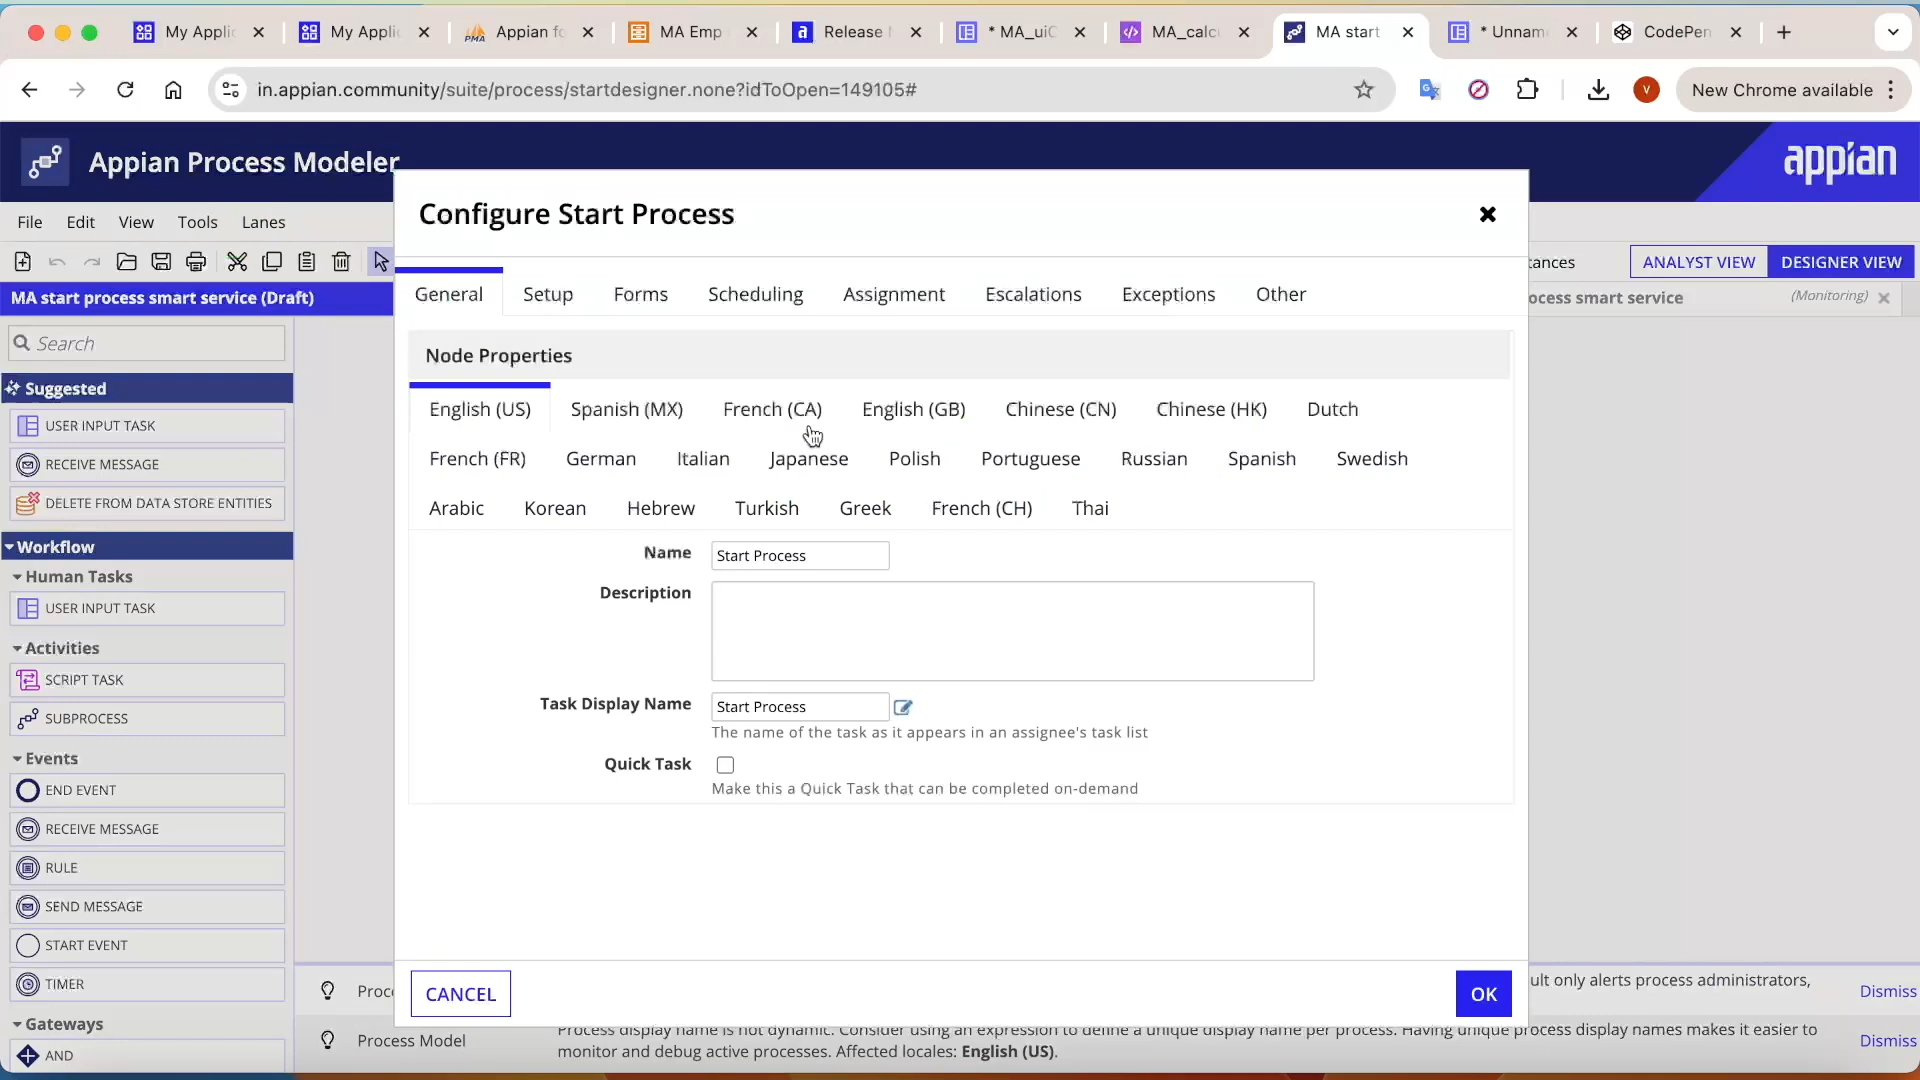 My Applic
My Applic
Appian fo
MA Emp
Release
* MA_uiC
MA_calc
MA start
* Unnam
CodePen
in.appian.community/suite/process/startdesigner.none?idToOpen=149105#
V
New Chrome available
Appian Process Modeler
appian
File Edit View Tools Lanes
tances
ANALYST VIEW
DESIGNER VIEW
MA start process smart service (Draft)
ocess smart service
(Monitoring)
Search
Suggested
USER INPUT TASK
RECEIVE MESSAGE
DELETE FROM DATA STORE ENTITIES
Workflow
Human Tasks
USER INPUT TASK
Activities
SCRIPT TASK
SUBPROCESS
Events
END EVENT
RECEIVE MESSAGE
RULE
SEND MESSAGE
START EVENT
TIMER
Gateways
AND
Configure Start Process
General Setup Forms Scheduling Assignment Escalations Exceptions Other
Node Properties
English (US) Spanish (MX) French (CA) English (GB) Chinese (CN) Chinese (HK) Dutch
French (FR) German Italian Japanese Polish Portuguese Russian Spanish Swedish
Arabic Korean Hebrew Turkish Greek French (CH) Thai
Name Start Process
Description
Task Display Name Start Process
The name of the task as it appears in an assignee's task list
Quick Task
Make this a Quick Task that can be completed on-demand
CANCEL
OK
Proc
ult only alerts process administrators,
Dismiss
Process Model
Process display name is not dynamic. Consider using an expression to define a unique display name per process. Having unique process display names makes it easier to
monitor and debug active processes. Affected locales: English (US).
Dismiss